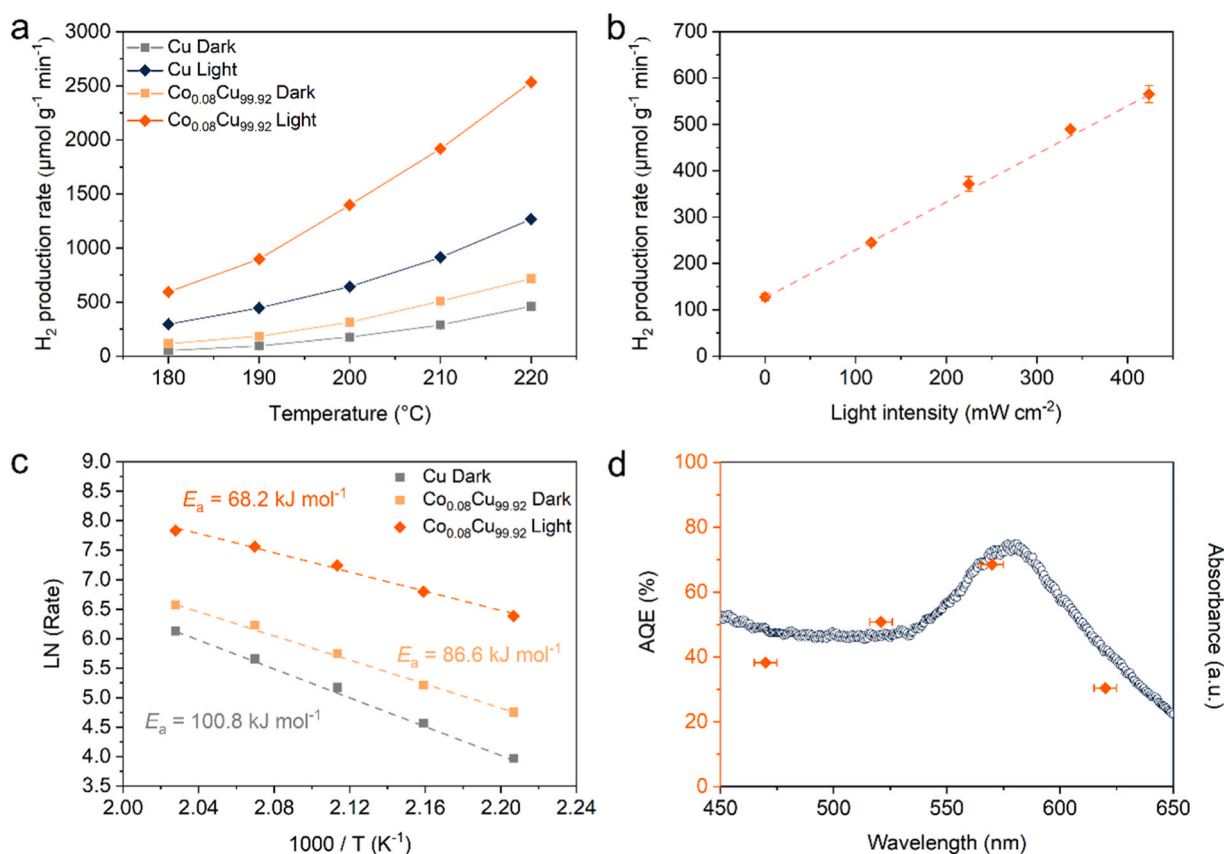 a
H₂ production rate (μmol g⁻¹ min⁻¹)
3000
2500
2000
1500
1000
500
0
Cu Dark
Cu Light
Co₀.₀₈Cu₉₉.₉₂ Dark
Co₀.₀₈Cu₉₉.₉₂ Light
180 190 200 210 220
Temperature (°C)
b
H₂ production rate (μmol g⁻¹ min⁻¹)
700
600
500
400
300
200
100
0
0 100 200 300 400
Light intensity (mW cm⁻²)
c
LN (Rate)
9.0
8.5
8.0
7.5
7.0
6.5
6.0
5.5
5.0
4.5
4.0
3.5
Eₐ = 68.2 kJ mol⁻¹
Cu Dark
Co₀.₀₈Cu₉₉.₉₂ Dark
Co₀.₀₈Cu₉₉.₉₂ Light
Eₐ = 86.6 kJ mol⁻¹
Eₐ = 100.8 kJ mol⁻¹
2.00 2.04 2.08 2.12 2.16 2.20 2.24
1000 / T (K⁻¹)
d
AQE (%)
100
80
60
40
20
0
450 500 550 600 650
Wavelength (nm)
Absorbance (a.u.)